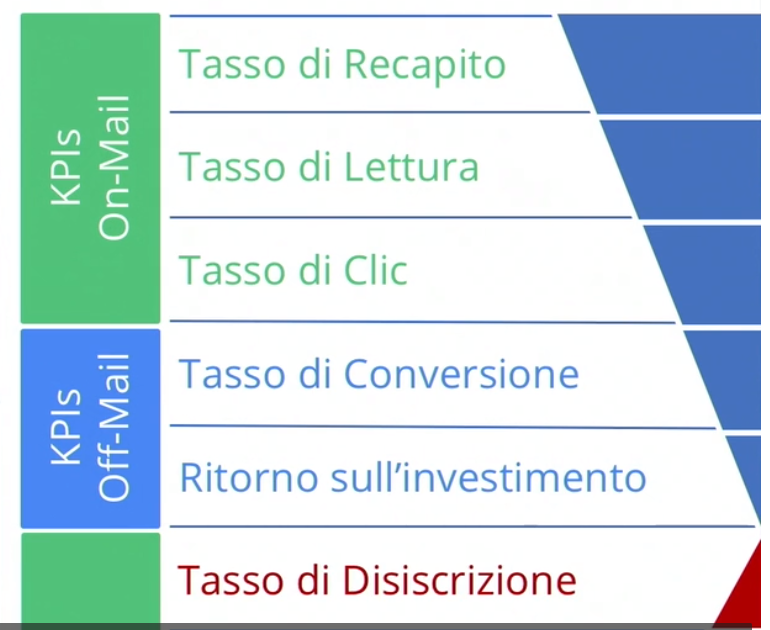 KPIs
On-Mail
Tasso di Recapito
Tasso di Lettura
Tasso di Clic
KPIs
Off-Mail
Tasso di Conversione
Ritorno sull’investimento
Tasso di Disiscrizione